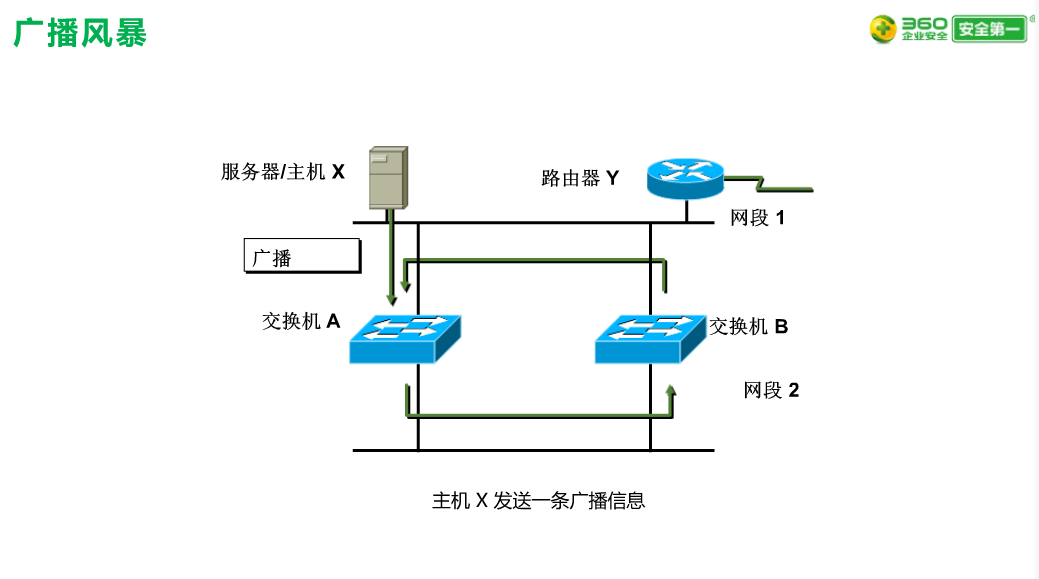 广播风暴
360
企业安全
安全第一
服务器/主机 X
路由器 Y
网段 1
广播
交换机 A
交换机 B
网段 2
主机 X 发送一条广播信息